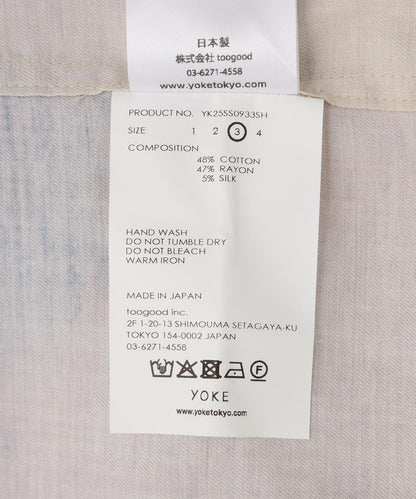 日本製
株式会社 toogood
03-6271-4558
www.yoketokyo.com
PRODUCT NO. YK25SS0933SH
SIZE 1 2 3 4
COMPOSITION
48% COTTON
47% RAYON
5% SILK
HAND WASH
DO NOT TUMBLE DRY
DO NOT BLEACH
WARM IRON
MADE IN JAPAN
toogood inc.
2F 1-20-13 SHIMOUMA SETAGAYA-KU
TOKYO 154-0002 JAPAN
03-6271-4558
F
YOKE
www.yoketokyo.com